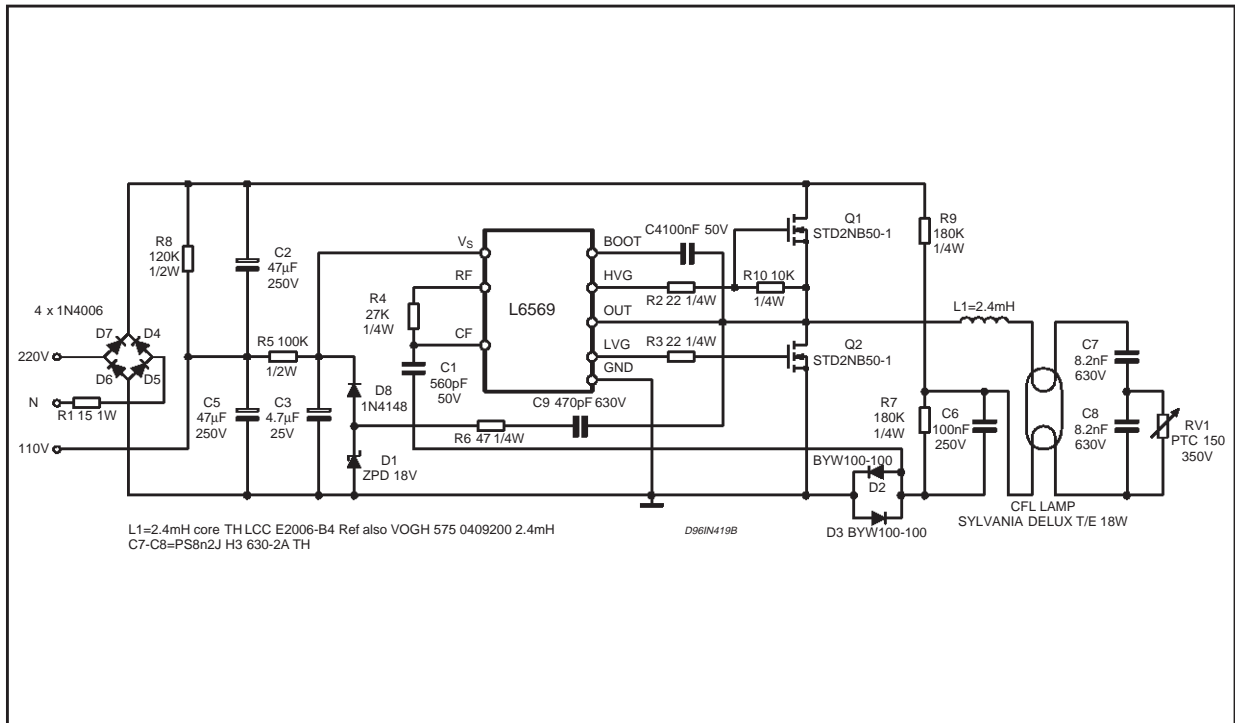 R8
120K
1/2W
C2
47µF
250V
4 x 1N4006
D7
D4
D6
D5
220V
N
R1 15 1W
110V
C5
47µF
250V
R5 100K
1/2W
C3
4.7µF
25V
VS
RF
CF
R4
27K
1/4W
C1
560pF
50V
D8
1N4148
D1
ZPD 18V
L6569
BOOT
HVG
OUT
LVG
GND
C4100nF 50V
R2 22 1/4W
R10 10K
1/4W
R3 22 1/4W
C9 470pF 630V
R6 47 1/4W
Q1
STD2NB50-1
Q2
STD2NB50-1
R9
180K
1/4W
L1=2.4mH
R7
180K
1/4W
C6
100nF
250V
C7
8.2nF
630V
C8
8.2nF
630V
RV1
PTC 150
350V
BYW100-100
D2
D3 BYW100-100
CFL LAMP
SYLVANIA DELUX T/E 18W
L1=2.4mH core TH LCC E2006-B4 Ref also VOGH 575 0409200 2.4mH
C7-C8=PS8n2J H3 630-2A TH
D96IN419B